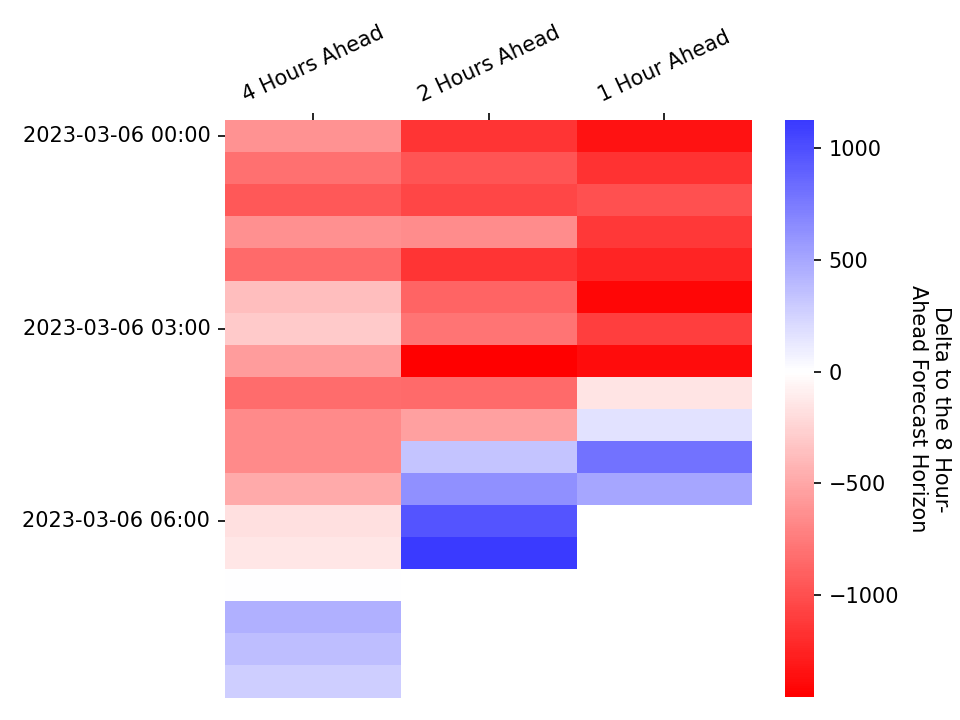 4 Hours Ahead
2 Hours Ahead
1 Hour Ahead
2023-03-06 00:00
2023-03-06 03:00
2023-03-06 06:00
1000
500
0
−500
−1000
Delta to the 8 Hour-
Ahead Forecast Horizon